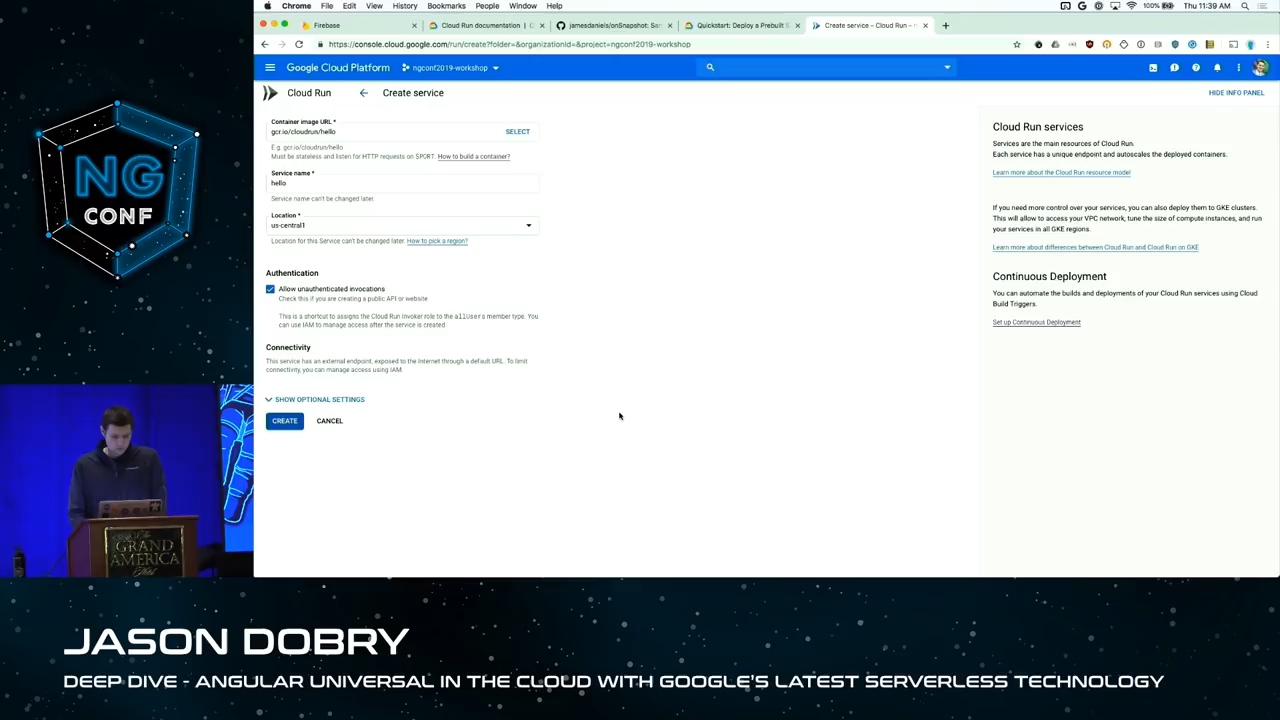 Chrome File Edit View History Bookmarks People Window Help
100% Thu 11:39 AM
Firebase
Cloud Run documentation | C
jamesdaniels/onSnapshot: Sam
Quickstart: Deploy a Prebuilt S
Create service – Cloud Run – n
https://console.cloud.google.com/run/create?folder=&organizationId=&project=ngconf2019-workshop
Google Cloud Platform
ngconf2019-workshop
Cloud Run
Create service
HIDE INFO PANEL
Container image URL *
gcr.io/cloudrun/hello
SELECT
E.g. gcr.io/cloudrun/hello
Must be stateless and listen for HTTP requests on $PORT. How to build a container?
Service name *
hello
Service name can't be changed later.
Location *
us-central1
Location for this Service can't be changed later. How to pick a region?
Authentication
Allow unauthenticated invocations
Check this if you are creating a public API or website
This is a shortcut to assigns the Cloud Run Invoker role to the allUsers member type. You
can use IAM to manage access after the service is created
Connectivity
This service has an external endpoint, exposed to the Internet through a default URL. To limit
connectivity, you can manage access using IAM.
SHOW OPTIONAL SETTINGS
CREATE
CANCEL
Cloud Run services
Services are the main resources of Cloud Run.
Each service has a unique endpoint and autoscales the deployed containers.
Learn more about the Cloud Run resource model
If you need more control over your services, you can also deploy them to GKE clusters.
This will allow to access your VPC network, tune the size of compute instances, and run
your services in all GKE regions.
Learn more about differences between Cloud Run and Cloud Run on GKE
Continuous Deployment
You can automate the builds and deployments of your Cloud Run services using Cloud
Build Triggers.
Set up Continuous Deployment
NG
CONF
THE
GRAND
AMERICA
Hotel
JASON DOBRY
DEEP DIVE - ANGULAR UNIVERSAL IN THE CLOUD WITH GOOGLE'S LATEST SERVERLESS TECHNOLOGY